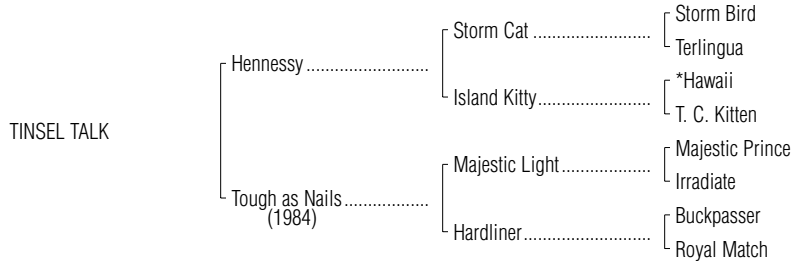 Storm Bird
Storm Cat ..........................
Terlingua
Hennessy ...........................
*Hawaii
Island Kitty.........................
T. C. Kitten
TINSEL TALK
Majestic Prince
Majestic Light....................
Irradiate
Tough as Nails...................
(1984)
Buckpasser
Hardliner............................
Royal Match